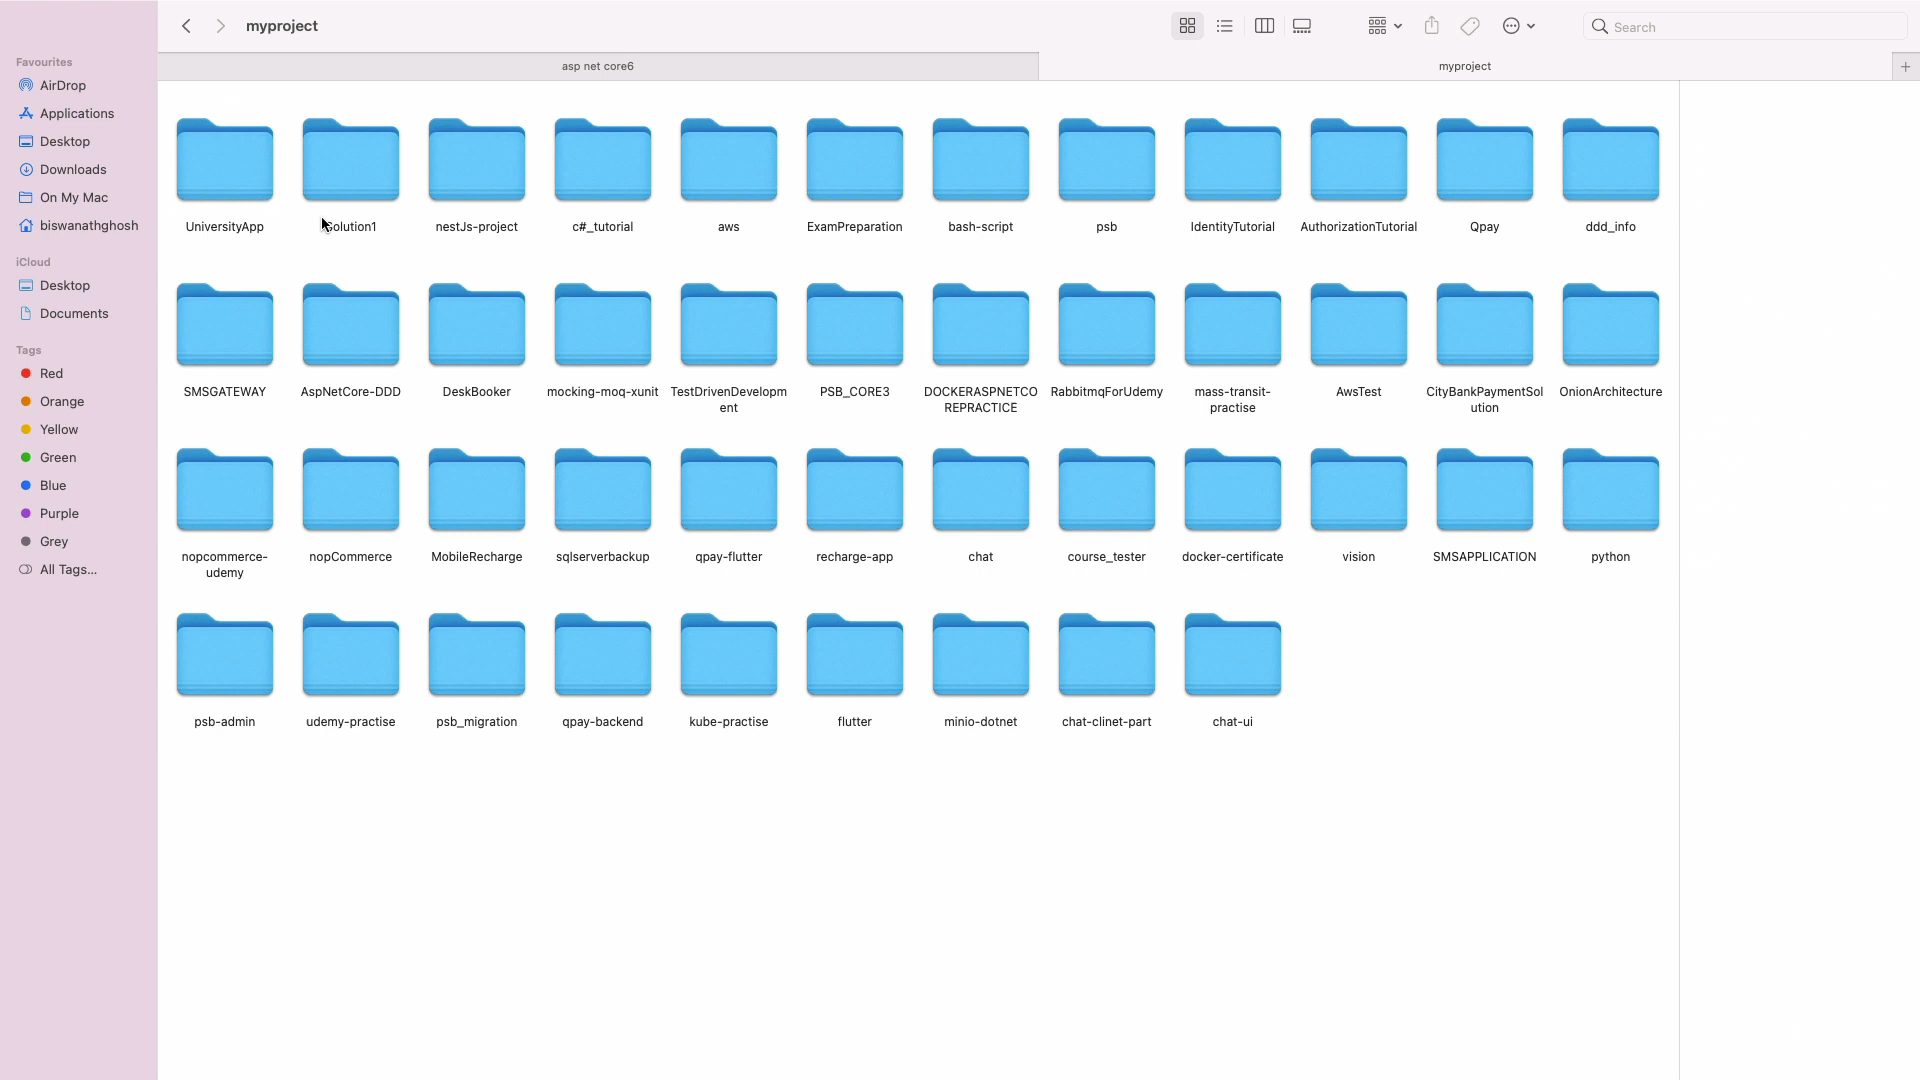 myproject
Search
asp net core6
myproject
Favourites
AirDrop
Applications
Desktop
Downloads
On My Mac
biswanathghosh
iCloud
Desktop
Documents
Tags
Red
Orange
Yellow
Green
Blue
Purple
Grey
All Tags...
UniversityApp
Solution1
nestJs-project
c#_tutorial
aws
ExamPreparation
bash-script
psb
IdentityTutorial
AuthorizationTutorial
Qpay
ddd_info
SMSGATEWAY
AspNetCore-DDD
DeskBooker
mocking-moq-xunit
TestDrivenDevelopm
ent
PSB_CORE3
DOCKERASPNETCO
REPRACTICE
RabbitmqForUdemy
mass-transit-
practise
AwsTest
CityBankPaymentSol
ution
OnionArchitecture
nopcommerce-
udemy
nopCommerce
MobileRecharge
sqlserverbackup
qpay-flutter
recharge-app
chat
course_tester
docker-certificate
vision
SMSAPPLICATION
python
psb-admin
udemy-practise
psb_migration
qpay-backend
kube-practise
flutter
minio-dotnet
chat-clinet-part
chat-ui